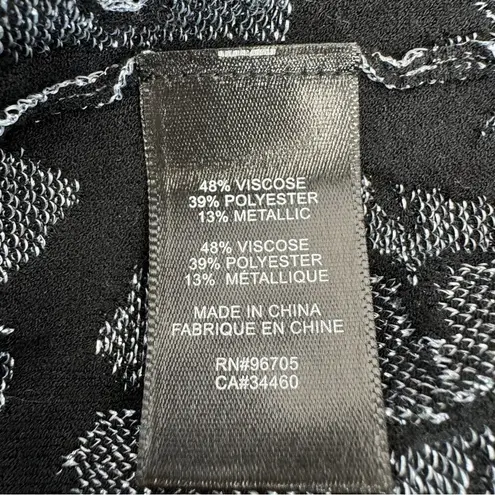 48% VISCOSE
39% POLYESTER
13% METALLIC
48% VISCOSE
39% POLYESTER
13% MÉTALLIQUE
MADE IN CHINA
FABRIQUE EN CHINE
RN#96705
CA#34460